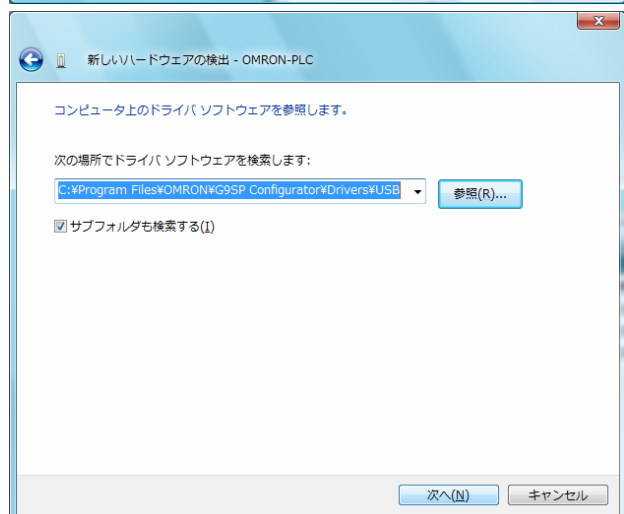 新しいハードウェアの検出 - OMRON-PLC
コンピュータ上のドライバ ソフトウェアを参照します。
次の場所でドライバ ソフトウェアを検索します:
C:¥Program Files¥OMRON¥G9SP Configurator¥Drivers¥USB
参照(R)...
サブフォルダも検索する(I)
次へ(N)
キャンセル